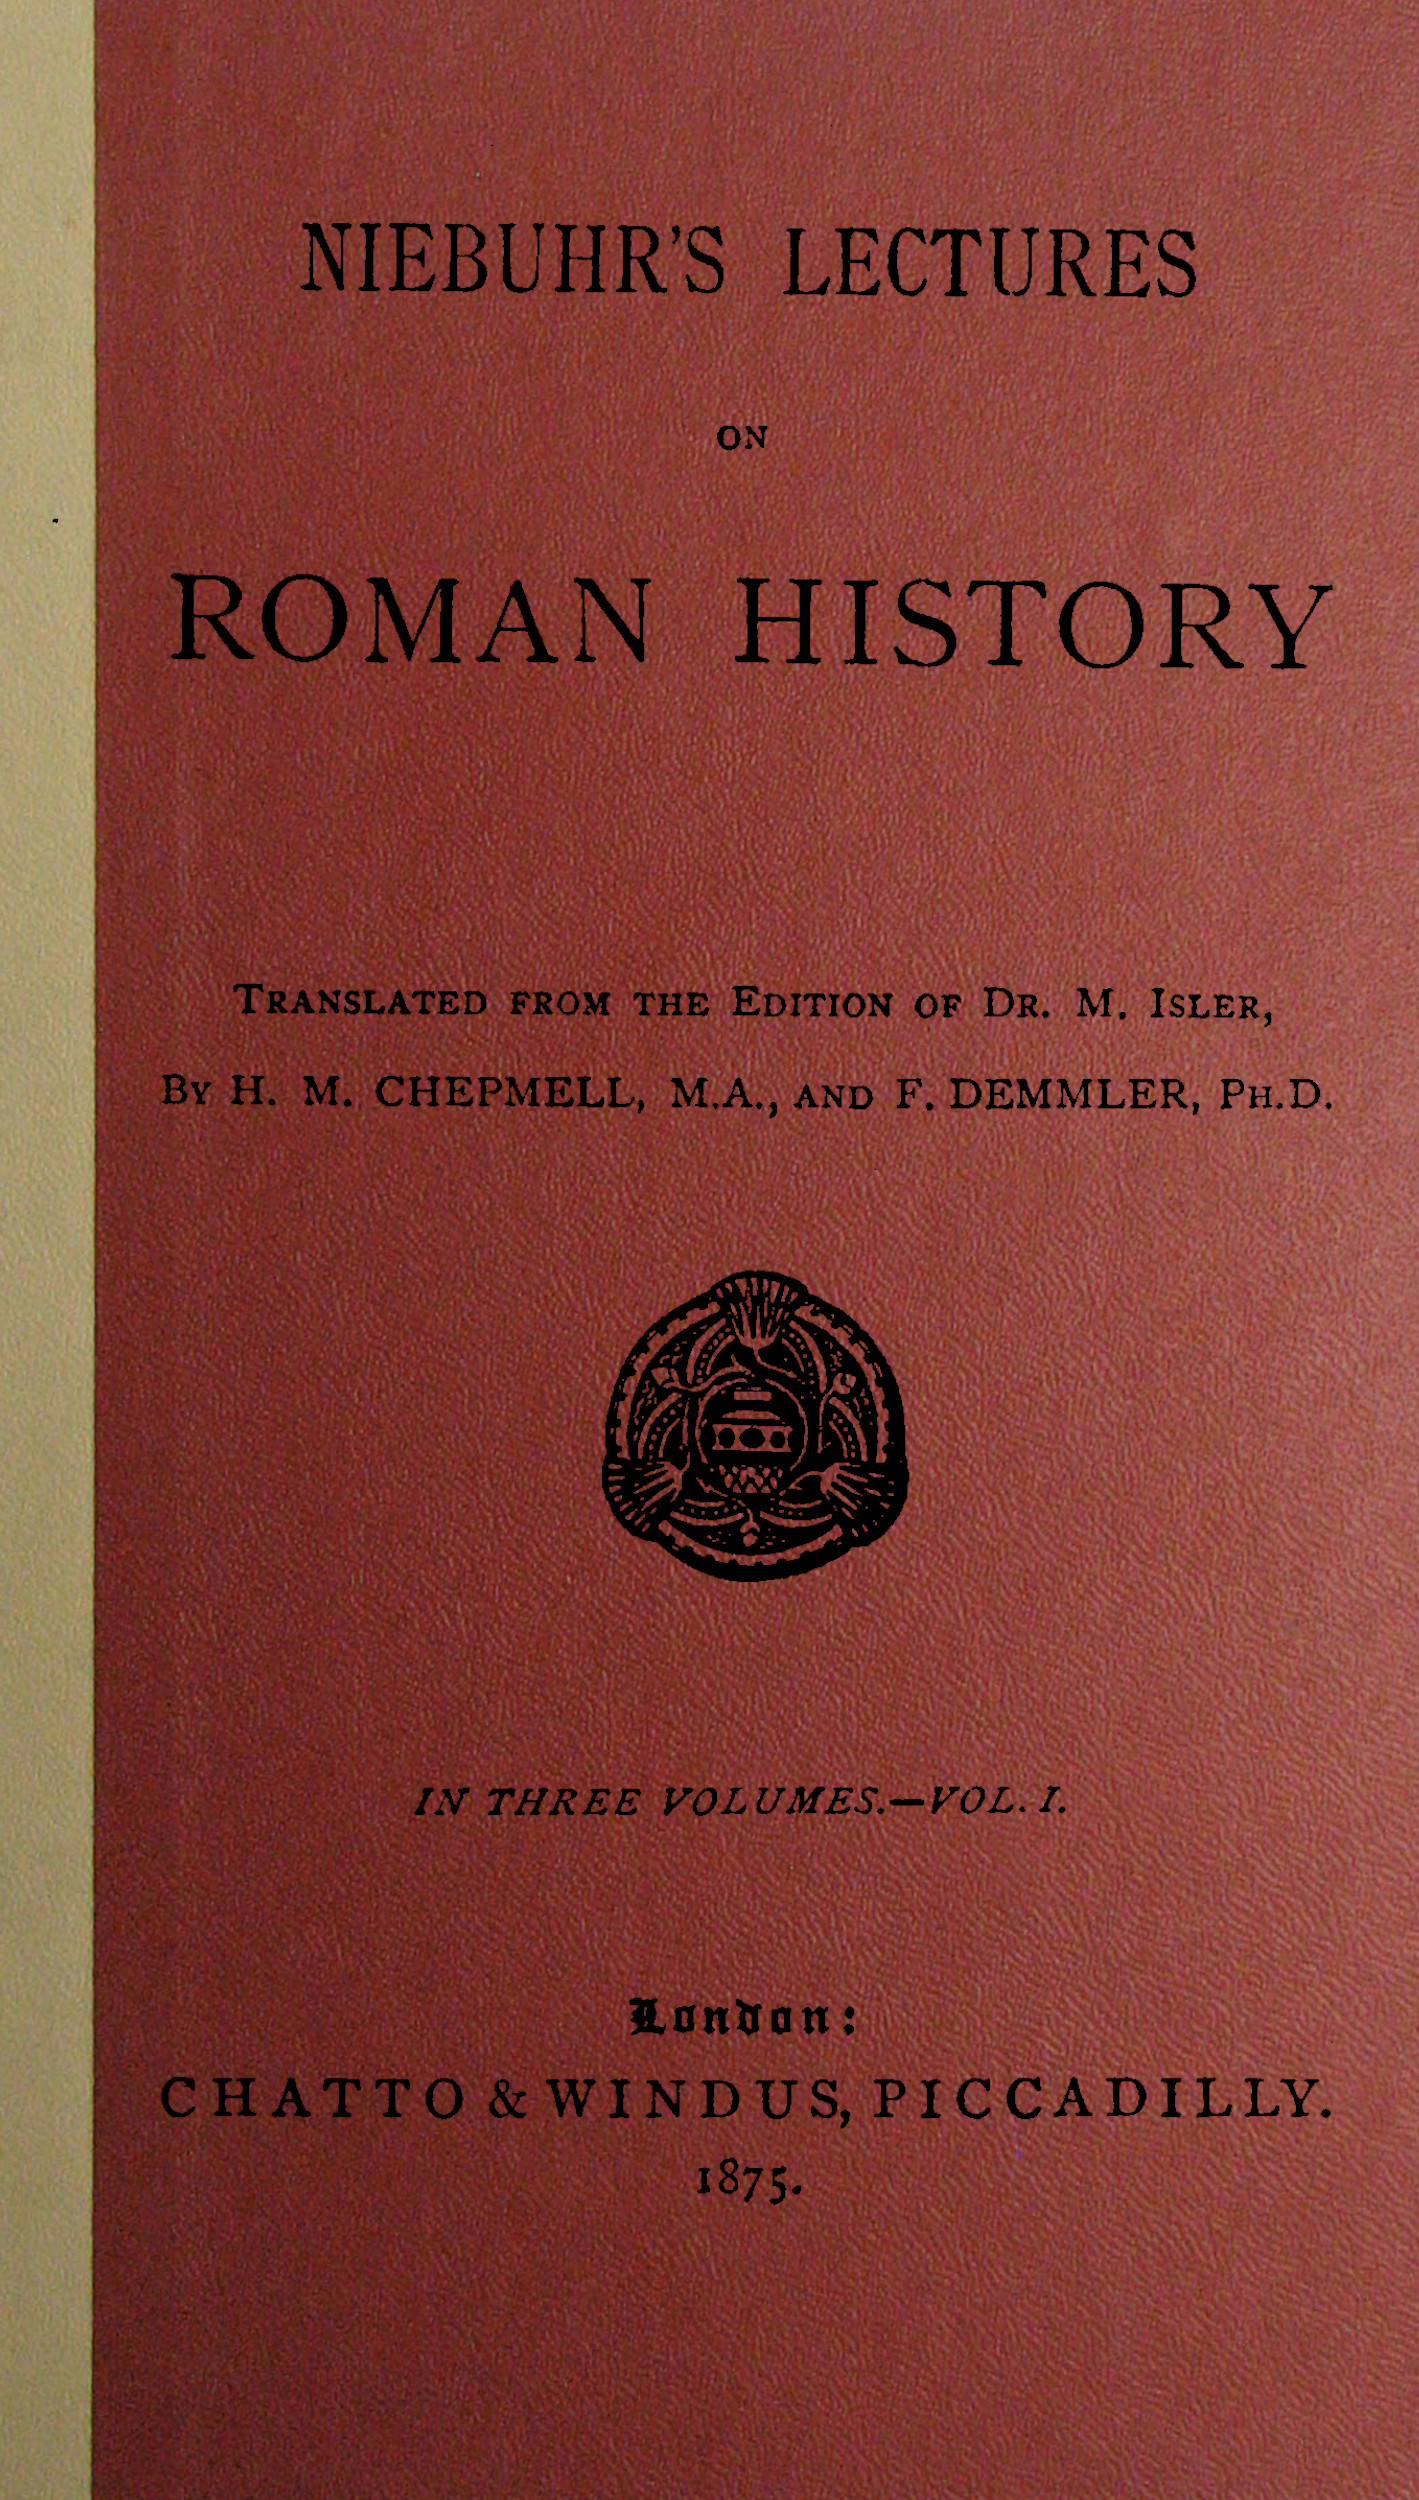 NIEBUHR'S LECTURES
ON
ROMAN HISTORY
TRANSLATED FROM THE EDITION OF DR. M. ISLER,
BY H. M. CHEPMELL, M.A., AND F. DEMMLER, PH.D.
IN THREE VOLUMES.—VOL. I.
London:
CHATTO & WINDUS, PICCADILLY.
1875.